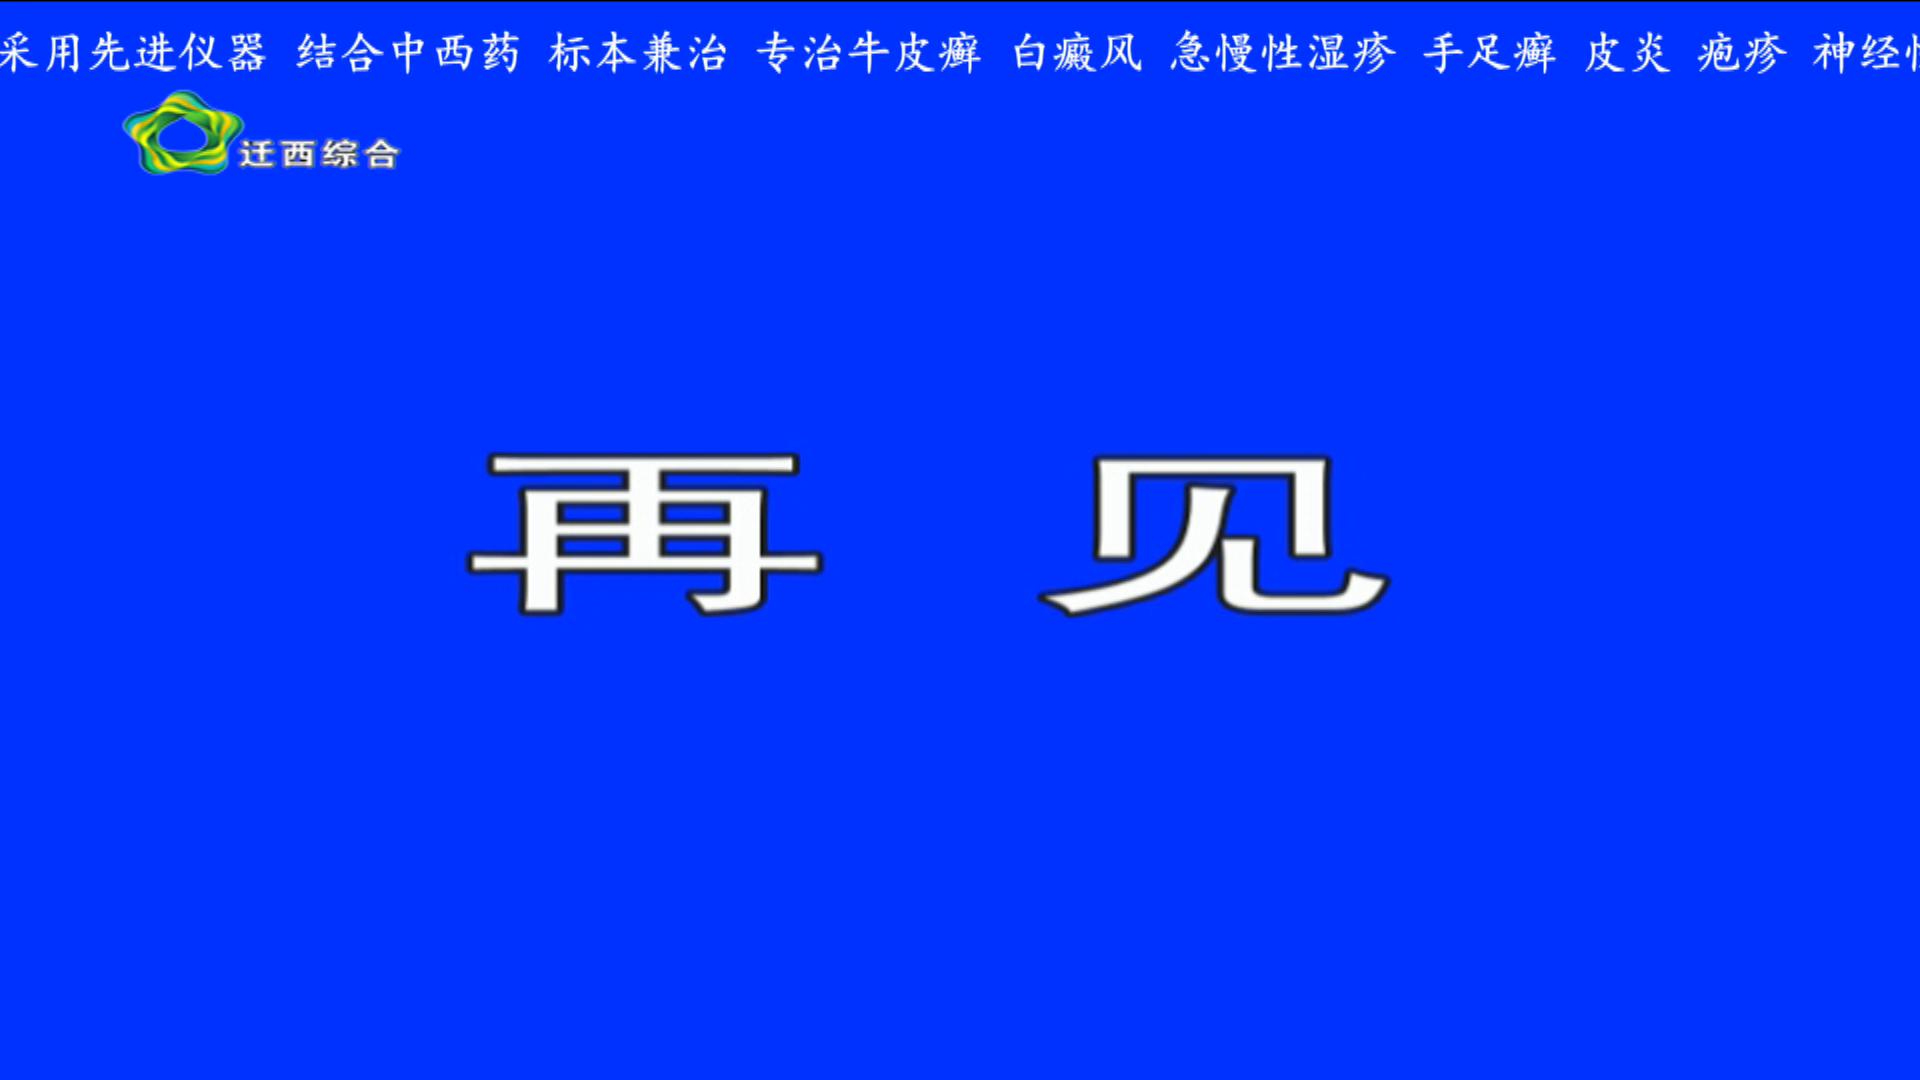 采用先进仪器 结合中西药 标本兼治 专治牛皮癣 白癜风 急慢性湿疹 手足癣 皮炎 疱疹 神经性
迁西综合
再 见